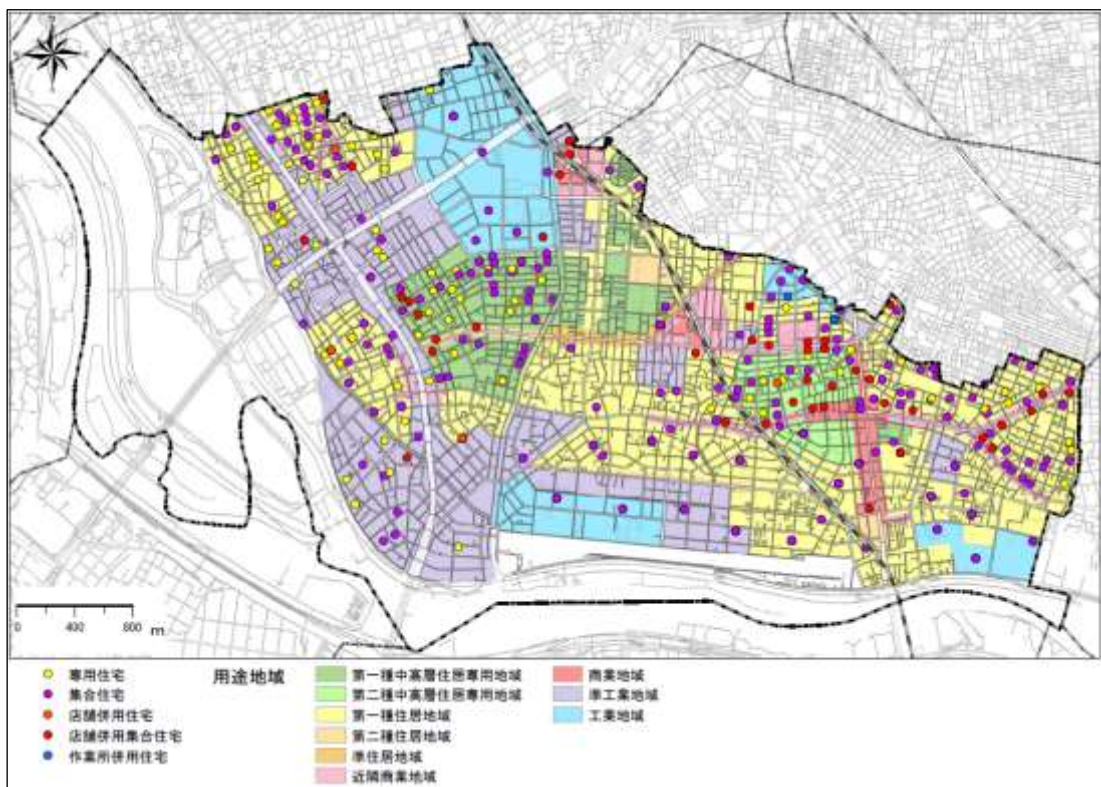 0 400 800 m
専用住宅
集合住宅
店舗併用住宅
店舗併用集合住宅
作業所併用住宅
用途地域
第一種中高層住居専用地域
第二種中高層住居専用地域
第一種住居地域
第二種住居地域
準住居地域
近隣商業地域
商業地域
準工業地域
工業地域